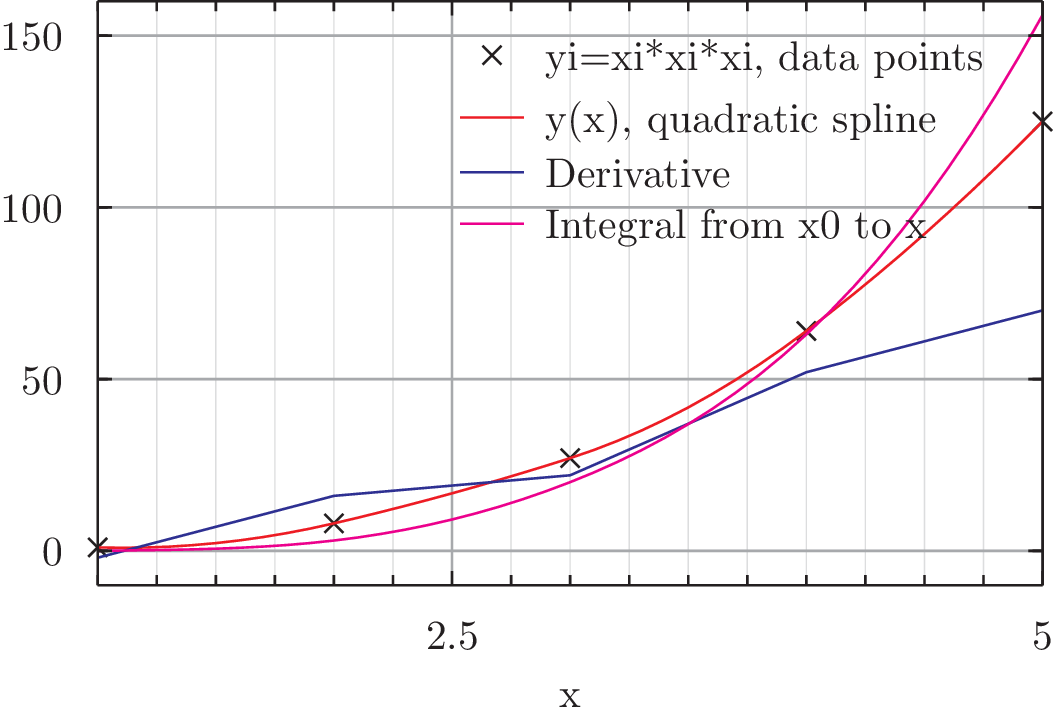 150
yi=xi*xi*xi, data points
y(x), quadratic spline
Derivative
100
Integral from x0 to x
50
0
2.5
5
x